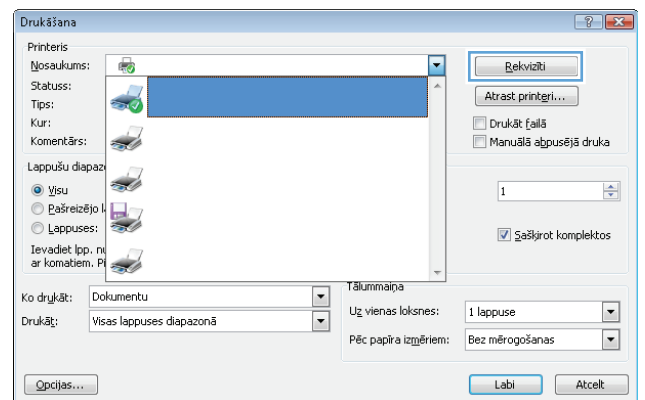 Drukāšana
Printeris
Nosaukums:
Rekvizīti
Statuss:
Tips:
Atrast printeri...
Kur:
Drukāt failā
Komentārs:
Manuālā abpusējā druka
Lappušu diapazo
Visu
1
Pašreizējo l
Lappuses:
Sašķirot komplektos
Ievadiet lpp. nu
ar komatiem. Pi
Tālummaiņa
Ko drukāt: Dokumentu
Uz vienas loksnes: 1 lappuse
Drukāt: Visas lappuses diapazonā
Pēc papīra izmēriem: Bez mērogošanas
Opcijas...
Labi
Atcelt